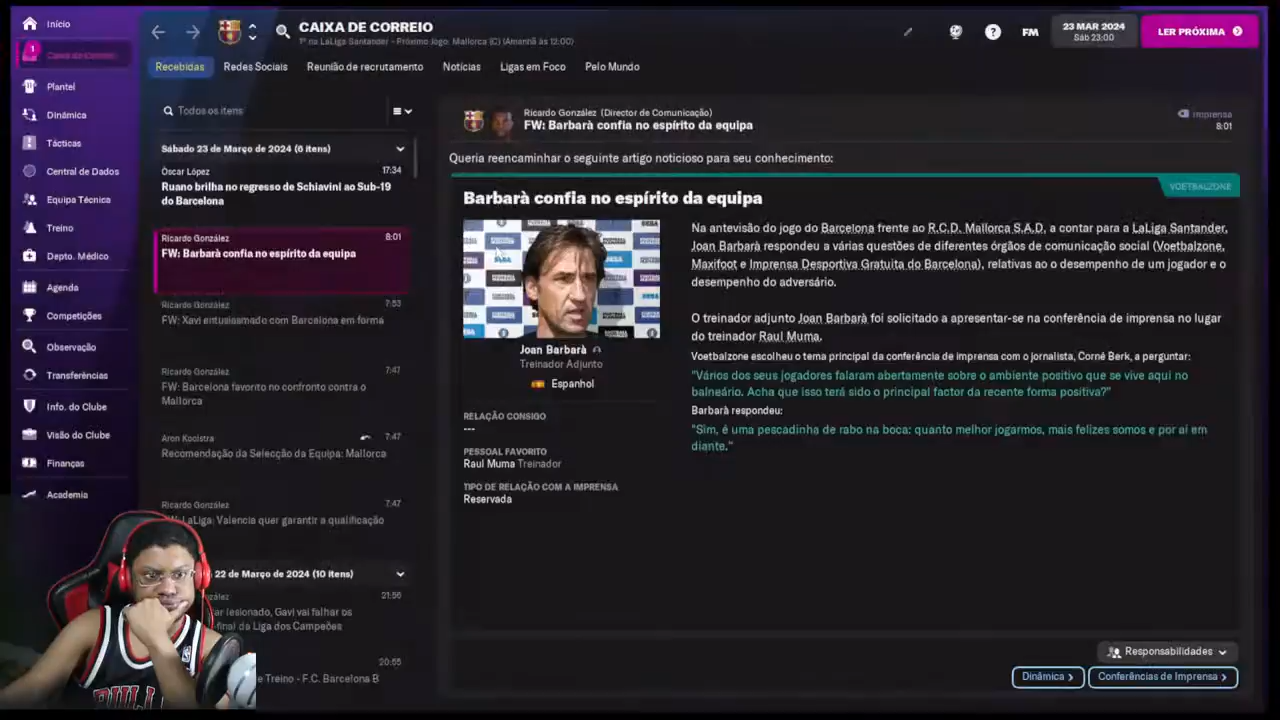 Início
CAIXA DE CORREIO
1º na LaLiga Santander - Próximo Jogo: Mallorca (C) (Amanhã às 12:00)
FM
23 MAR 2024
Sáb 23:00
LER PRÓXIMA
1
Caixa de Correio
Recebidas
Redes Sociais
Reunião de recrutamento
Notícias
Ligas em Foco
Pelo Mundo
Plantel
Dinâmica
Tácticas
Central de Dados
Equipa Técnica
Treino
Depto. Médico
Agenda
Competições
Observação
Transferências
Info. do Clube
Visão do Clube
Finanças
Academia
Todos os itens
Sábado 23 de Março de 2024 (6 itens)
Òscar López
17:34
Ruano brilha no regresso de Schiavini ao Sub-19
do Barcelona
Ricardo González
8:01
FW: Barbarà confia no espírito da equipa
Ricardo González
7:53
FW: Xavi entusiasmado com Barcelona em forma
Ricardo González
7:47
FW: Barcelona favorito no confronto contra o
Mallorca
Aron Kocistra
7:47
Recomendação da Selecção da Equipa: Mallorca
Ricardo González
7:47
LaLiga: Valencia quer garantir a qualificação
22 de Março de 2024 (10 itens)
21:56
lesionado, Gavi vai falhar os
final da Liga dos Campeões
20:55
de Treino - F.C. Barcelona B
Ricardo González (Director de Comunicação)
FW: Barbarà confia no espírito da equipa
Imprensa
8:01
Queria reencaminhar o seguinte artigo noticioso para seu conhecimento:
VOETBALZONE
Barbarà confia no espírito da equipa
Joan Barbarà
Treinador Adjunto
Espanhol
RELAÇÃO CONSIGO
---
PESSOAL FAVORITO
Raul Muma Treinador
TIPO DE RELAÇÃO COM A IMPRENSA
Reservada
Na antevisão do jogo do Barcelona frente ao R.C.D. Mallorca S.A.D. a contar para a LaLiga Santander,
Joan Barbarà respondeu a várias questões de diferentes órgãos de comunicação social (Voetbalzone,
Maxifoot e Imprensa Desportiva Gratuita do Barcelona), relativas ao o desempenho de um jogador e o
desempenho do adversário.
O treinador adjunto Joan Barbarà foi solicitado a apresentar-se na conferência de imprensa no lugar
do treinador Raul Muma.
Voetbalzone escolheu o tema principal da conferência de imprensa com o jornalista, Corné Berk, a perguntar:
"Vários dos seus jogadores falaram abertamente sobre o ambiente positivo que se vive aqui no
balneário. Acha que isso terá sido o principal factor da recente forma positiva?"
Barbarà respondeu:
"Sim, é uma pescadinha de rabo na boca: quanto melhor jogarmos, mais felizes somos e por aí em
diante."
Responsabilidades
Dinâmica
Conferências de Imprensa